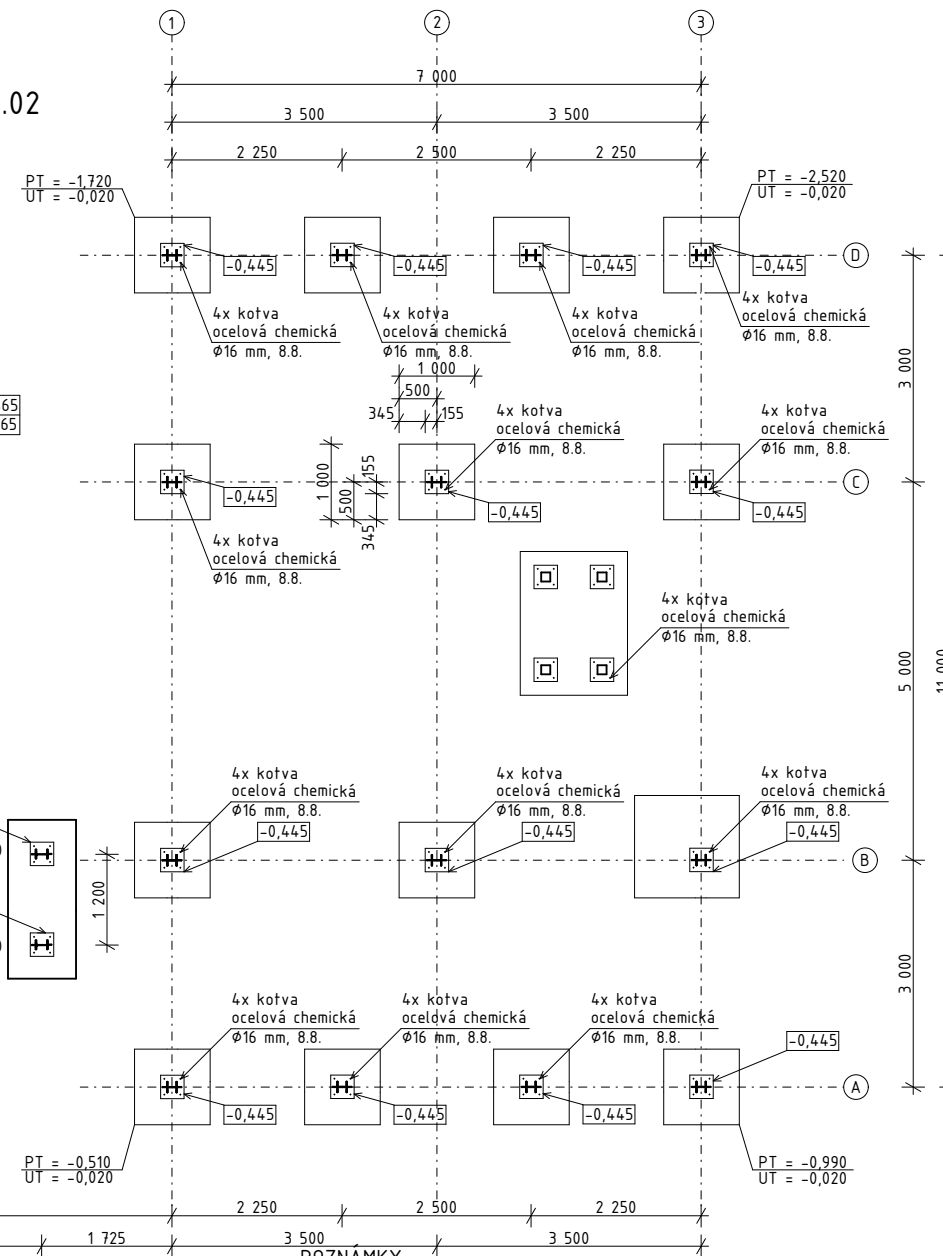 1
2
3
7 000
.02
3 500
3 500
2 250
2 500
2 250
PT = -1,720
UT = -0,020
PT = -2,520
UT = -0,020
-0,445
-0,445
-0,445
-0,445
D
4x kotva
ocelová chemická
Ø16 mm, 8.8.
4x kotva
ocelová chemická
Ø16 mm, 8.8.
4x kotva
ocelová chemická
Ø16 mm, 8.8.
4x kotva
ocelová chemická
Ø16 mm, 8.8.
3 000
1 000
500
345
155
65
65
4x kotva
ocelová chemická
Ø16 mm, 8.8.
4x kotva
ocelová chemická
Ø16 mm, 8.8.
1 000
500
155
345
-0,445
-0,445
-0,445
C
4x kotva
ocelová chemická
Ø16 mm, 8.8.
4x kotva
ocelová chemická
Ø16 mm, 8.8.
5 000
11 000
4x kotva
ocelová chemická
Ø16 mm, 8.8.
4x kotva
ocelová chemická
Ø16 mm, 8.8.
4x kotva
ocelová chemická
Ø16 mm, 8.8.
-0,445
-0,445
-0,445
B
1 200
3 000
4x kotva
ocelová chemická
Ø16 mm, 8.8.
4x kotva
ocelová chemická
Ø16 mm, 8.8.
4x kotva
ocelová chemická
Ø16 mm, 8.8.
-0,445
A
-0,445
-0,445
-0,445
PT = -0,510
UT = -0,020
PT = -0,990
UT = -0,020
2 250
2 500
2 250
1 725
3 500
3 500
POZNÁMKY